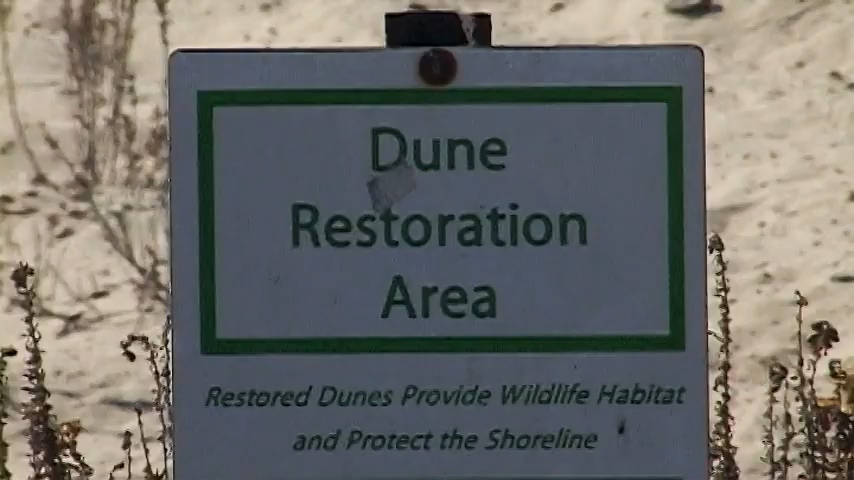 Dune
Restoration
Area
Restored Dunes Provide Wildlife Habitat
and Protect the Shoreline